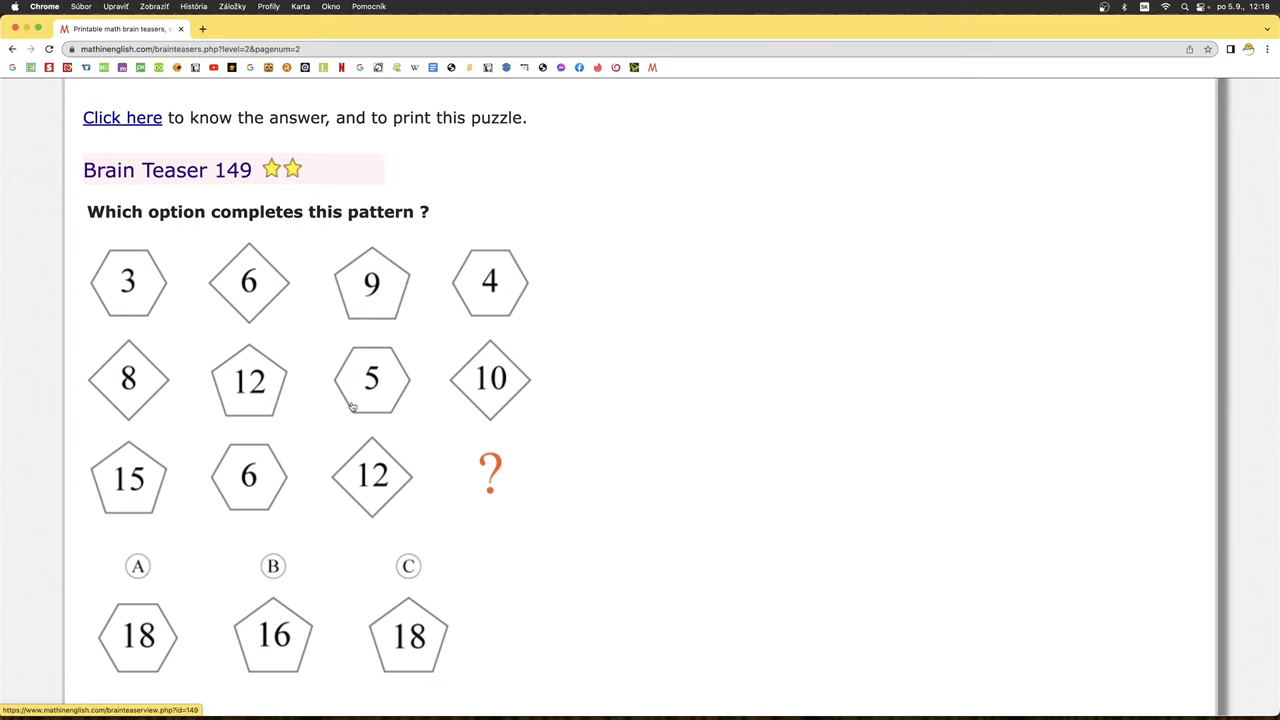 Chrome Súbor Upraviť Zobraziť História Záložky Profily Karta Okno Pomocník SK po 5.9., 12:18
Printable math brain teasers, s
mathinenglish.com/brainteasers.php?level=2&pagenum=2
Click here to know the answer, and to print this puzzle.
Brain Teaser 149
Which option completes this pattern ?
3 6 9 4
8 12 5 10
15 6 12 ?
A B C
18 16 18
https://www.mathinenglish.com/brainteaserview.php?id=149